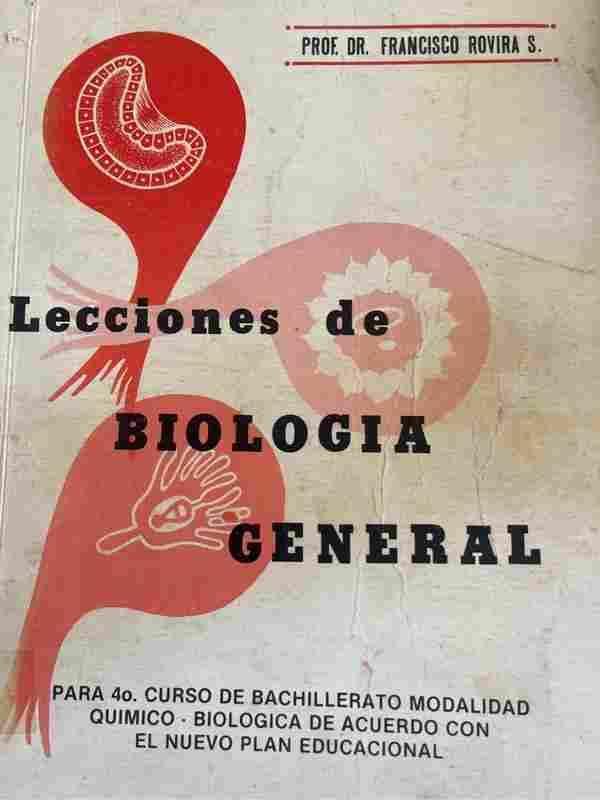 PROF. DR. FRANCISCO ROVIRA S.
Lecciones de
BIOLOGIA
GENERAL
PARA 4o. CURSO DE BACHILLERATO MODALIDAD
QUIMICO - BIOLOGICA DE ACUERDO CON
EL NUEVO PLAN EDUCACIONAL